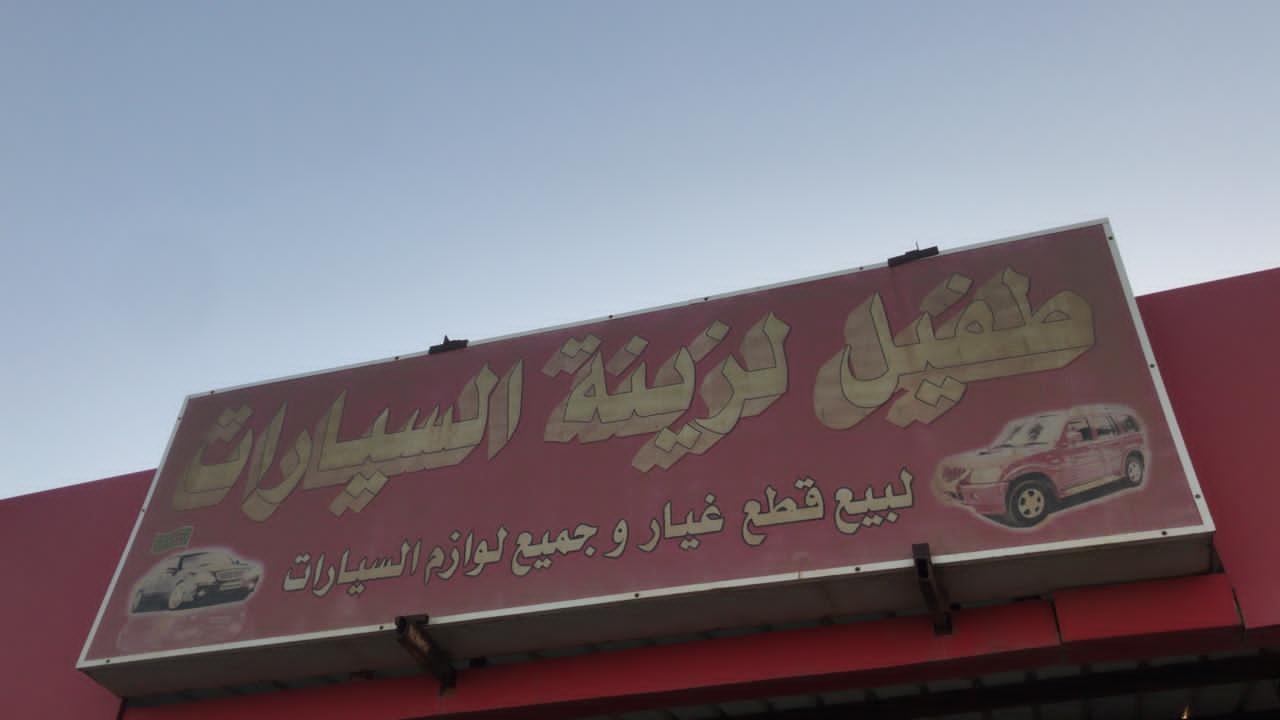 طفيل لزينة السيارات
لبيع قطع غيار و جميع لوازم السيارات